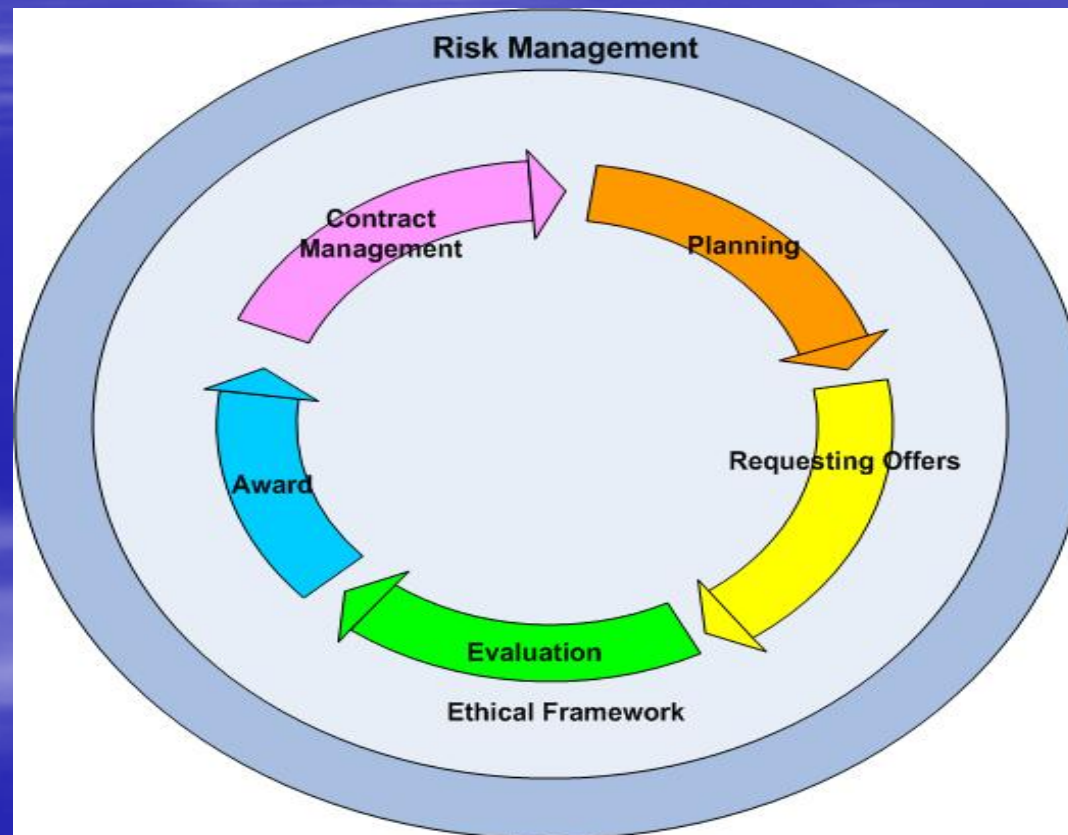 Risk Management
Contract
Management
Planning
Requesting Offers
Award
Evaluation
Ethical Framework